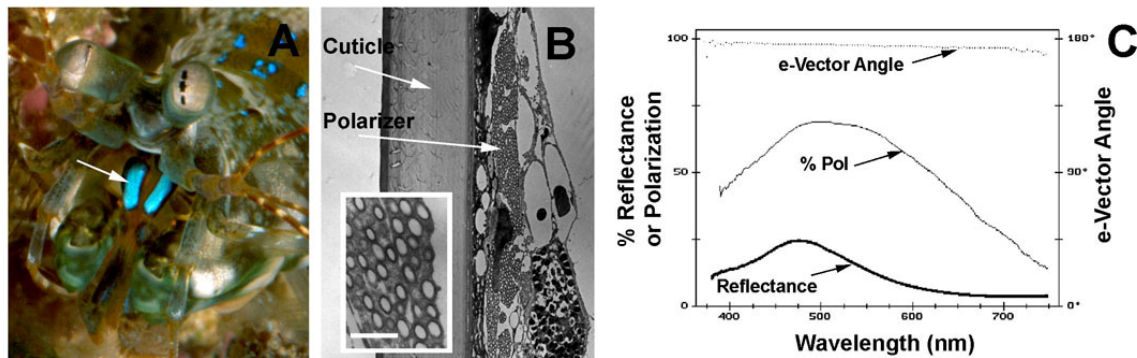 A
B
Cuticle
Polarizer
C
100
50
0
% Reflectance
or Polarization
180°
90°
0°
e-Vector Angle
e-Vector Angle
% Pol
Reflectance
400
500
600
700
Wavelength (nm)